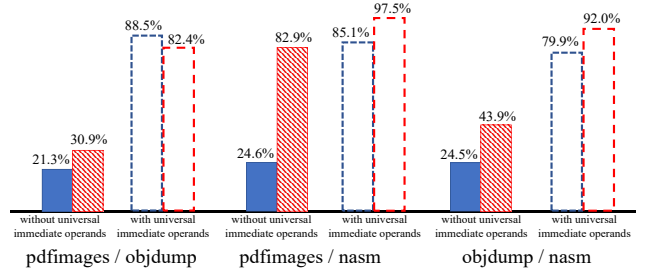 88.5%
82.4%
30.9%
21.3%
82.9%
24.6%
85.1%
97.5%
43.9%
24.5%
79.9%
92.0%
without universal
immediate operands
with universal
immediate operands
without universal
immediate operands
with universal
immediate operands
without universal
immediate operands
with universal
immediate operands
pdfimages / objdump
pdfimages / nasm
objdump / nasm